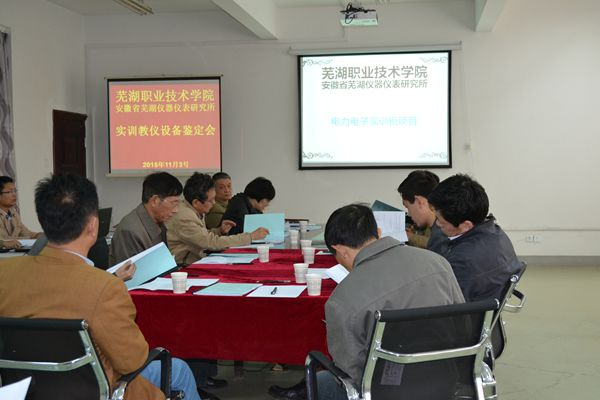 芜湖职业技术学院
安徽省芜湖仪器仪表研究所
实训教仪设备鉴定会
2015年11月3号
芜湖职业技术学院
安徽省芜湖仪器仪表研究所
电力电子实训
项目